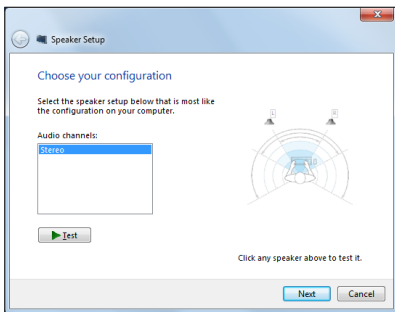 Speaker Setup
Choose your configuration
Select the speaker setup below that is most like
the configuration on your computer.
Audio channels:
Stereo
L
R
Test
Click any speaker above to test it.
Next
Cancel